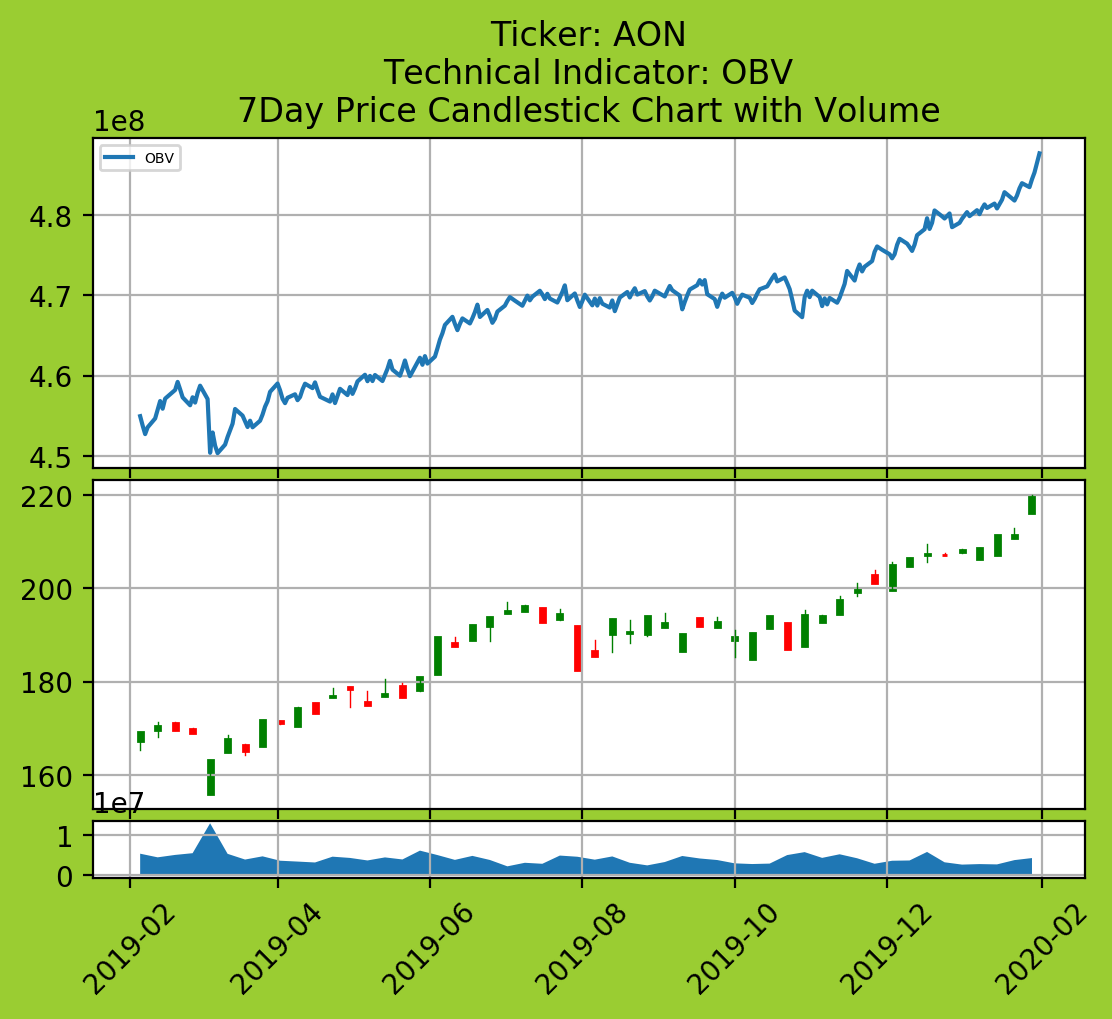 Ticker: AON
Technical Indicator: OBV
7Day Price Candlestick Chart with Volume
1e8
OBV
4.8
4.7
4.6
4.5
220
200
180
160
1e7
1
0
2019-02
2019-04
2019-06
2019-08
2019-10
2019-12
2020-02